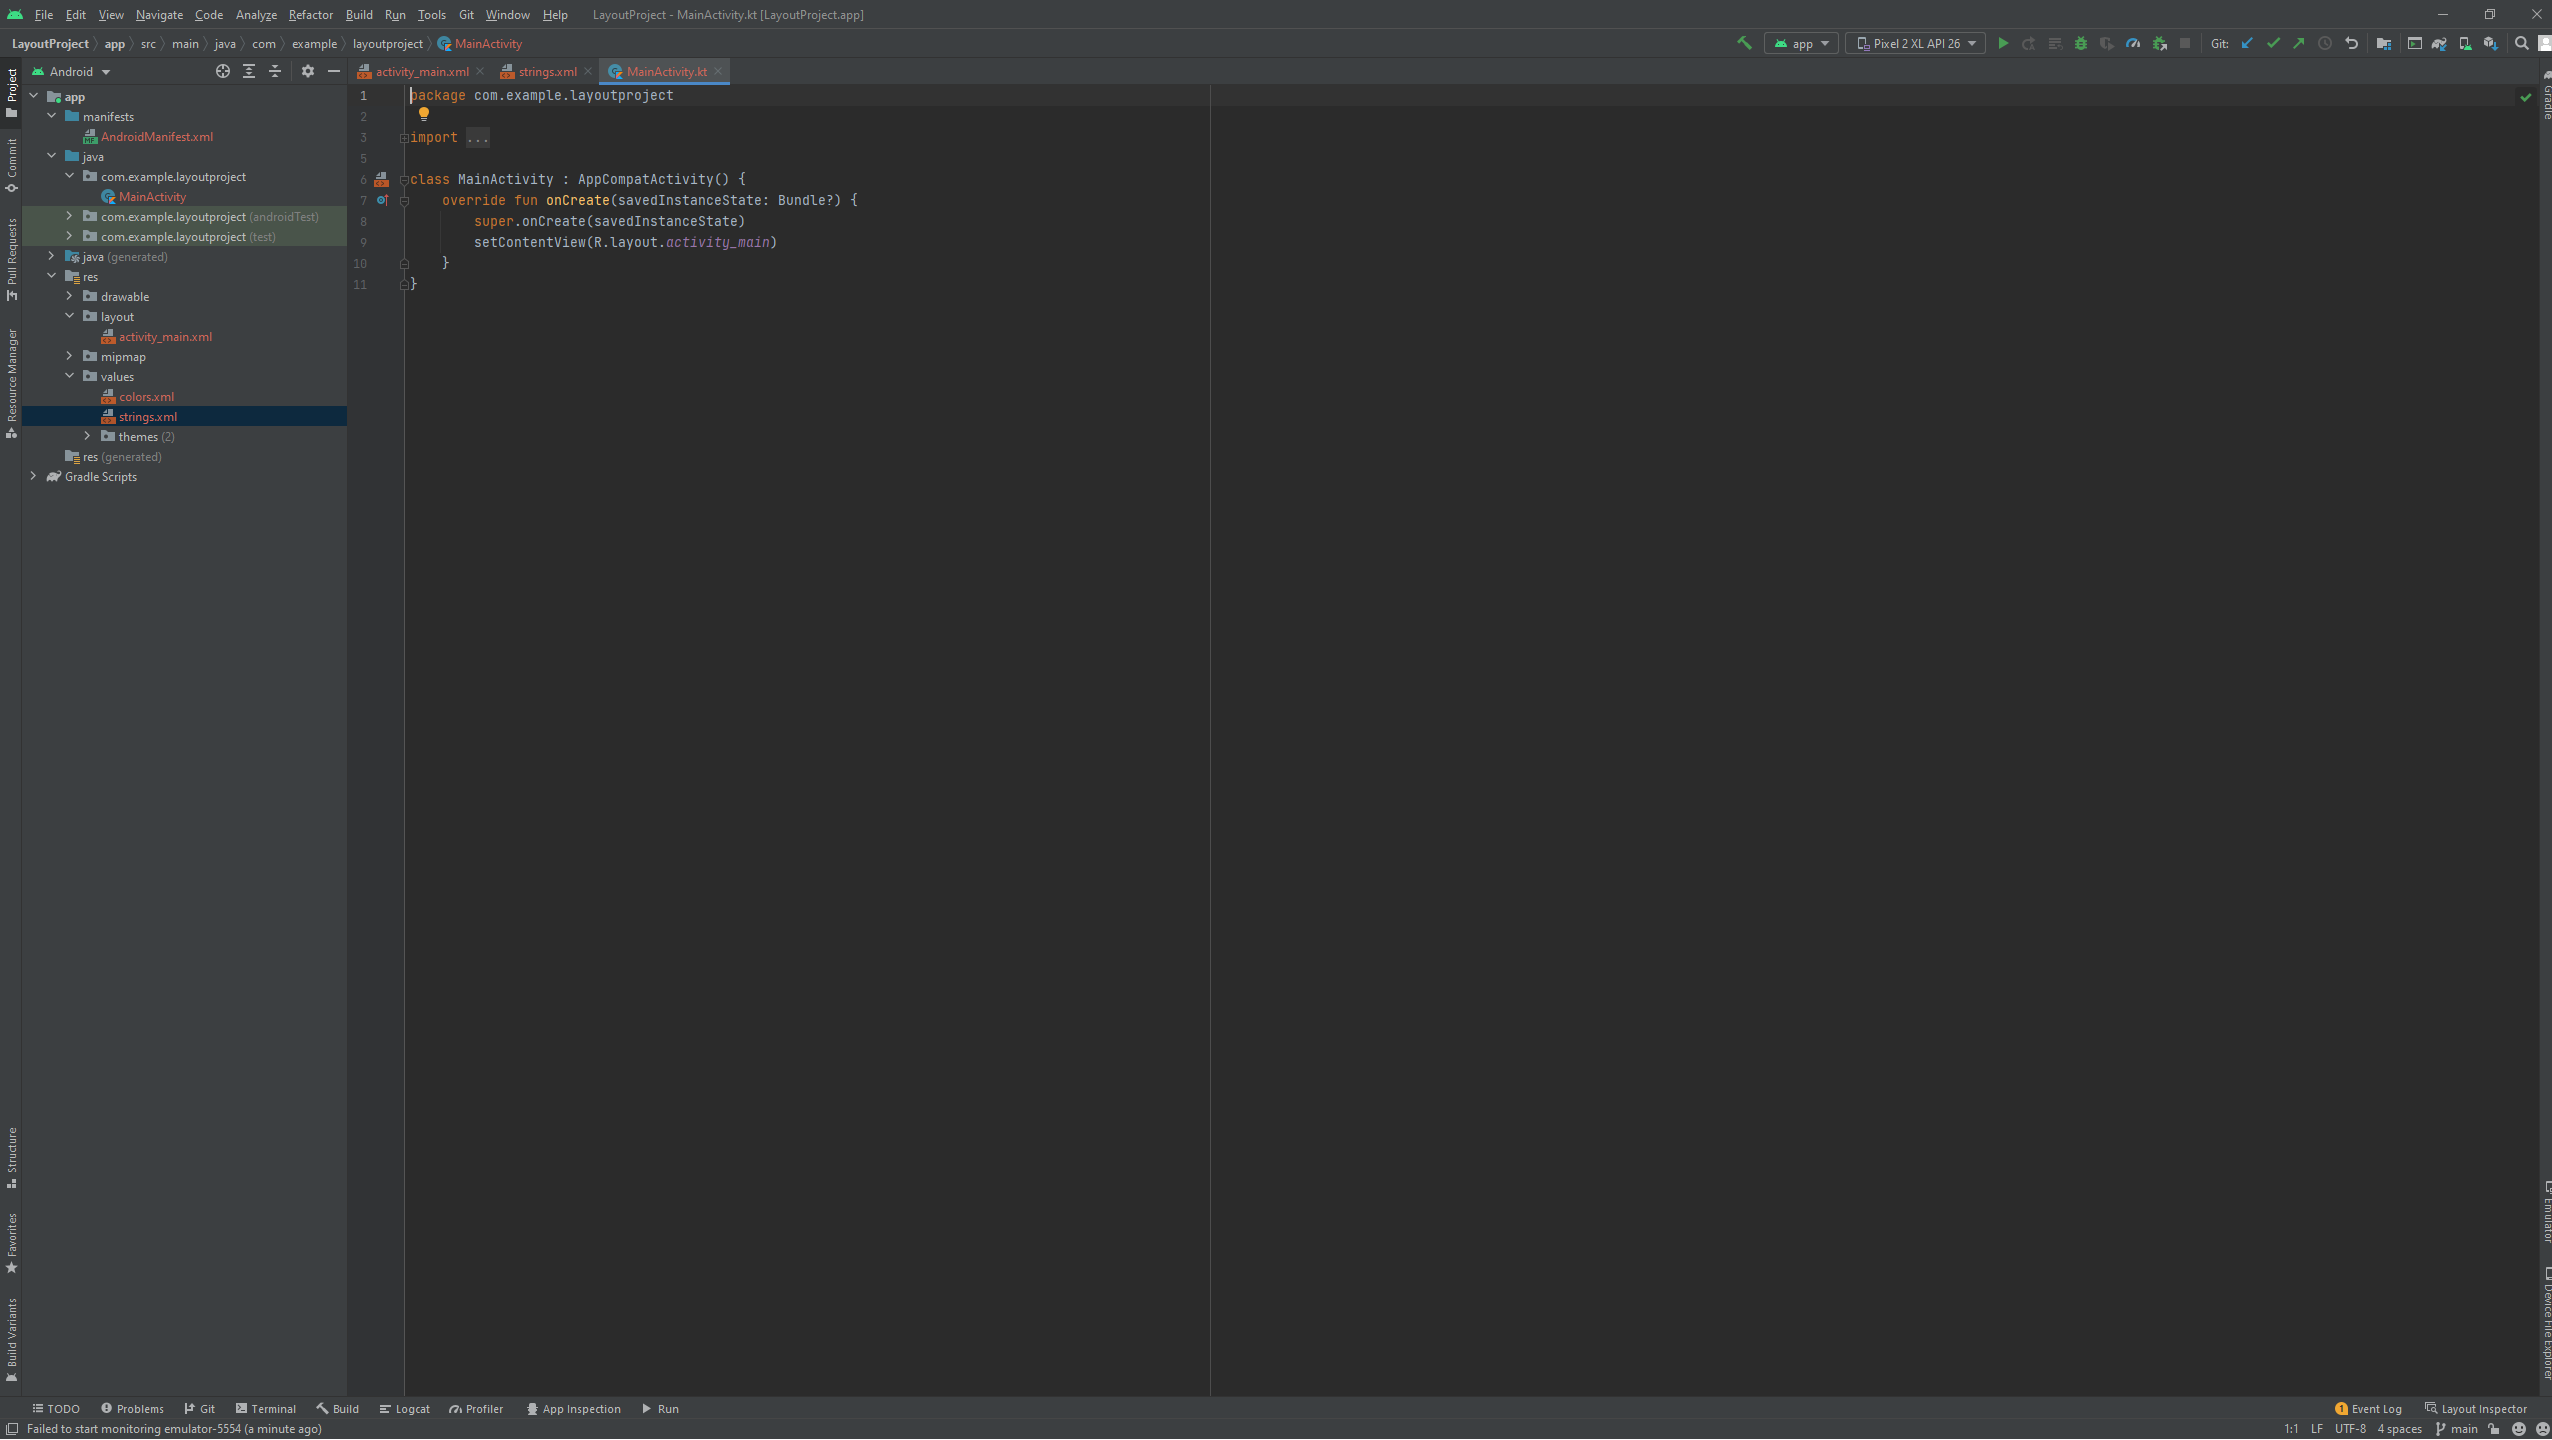 File Edit View Navigate Code Analyze Refactor Build Run Tools Git Window Help LayoutProject - MainActivity.kt [LayoutProject.app]
LayoutProject app src main java com example layoutproject MainActivity app Pixel 2 XL API 26 Git:
Android
activity_main.xml strings.xml MainActivity.kt
Project
Commit
Pull Requests
Resource Manager
Structure
Favorites
Build Variants
app
manifests
AndroidManifest.xml
java
com.example.layoutproject
MainActivity
com.example.layoutproject (androidTest)
com.example.layoutproject (test)
java (generated)
res
drawable
layout
activity_main.xml
mipmap
values
colors.xml
strings.xml
themes (2)
res (generated)
Gradle Scripts
1 package com.example.layoutproject
2
3 import ...
5
6 class MainActivity : AppCompatActivity() {
7 override fun onCreate(savedInstanceState: Bundle?) {
8 super.onCreate(savedInstanceState)
9 setContentView(R.layout.activity_main)
10 }
11 }
Gradle
Emulator
Device File Explorer
TODO Problems Git Terminal Build Logcat Profiler App Inspection Run 1 Event Log Layout Inspector
Failed to start monitoring emulator-5554 (a minute ago) 1:1 LF UTF-8 4 spaces main